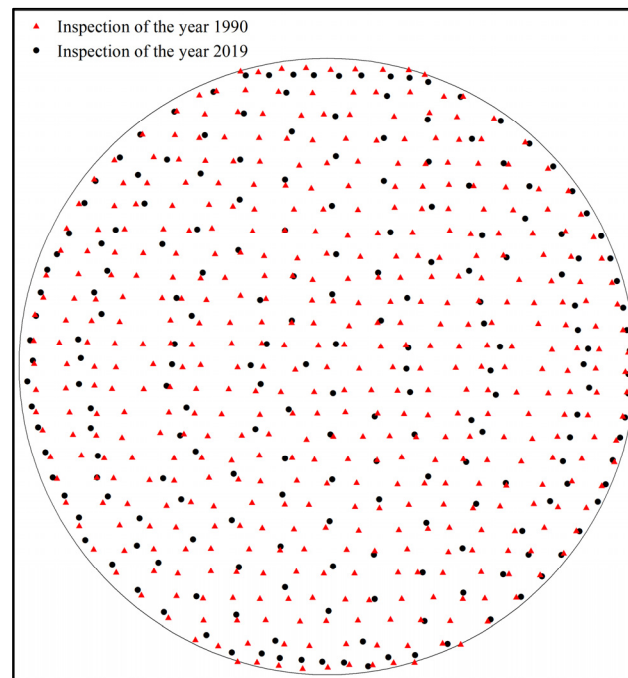 Inspection of the year 1990
Inspection of the year 2019